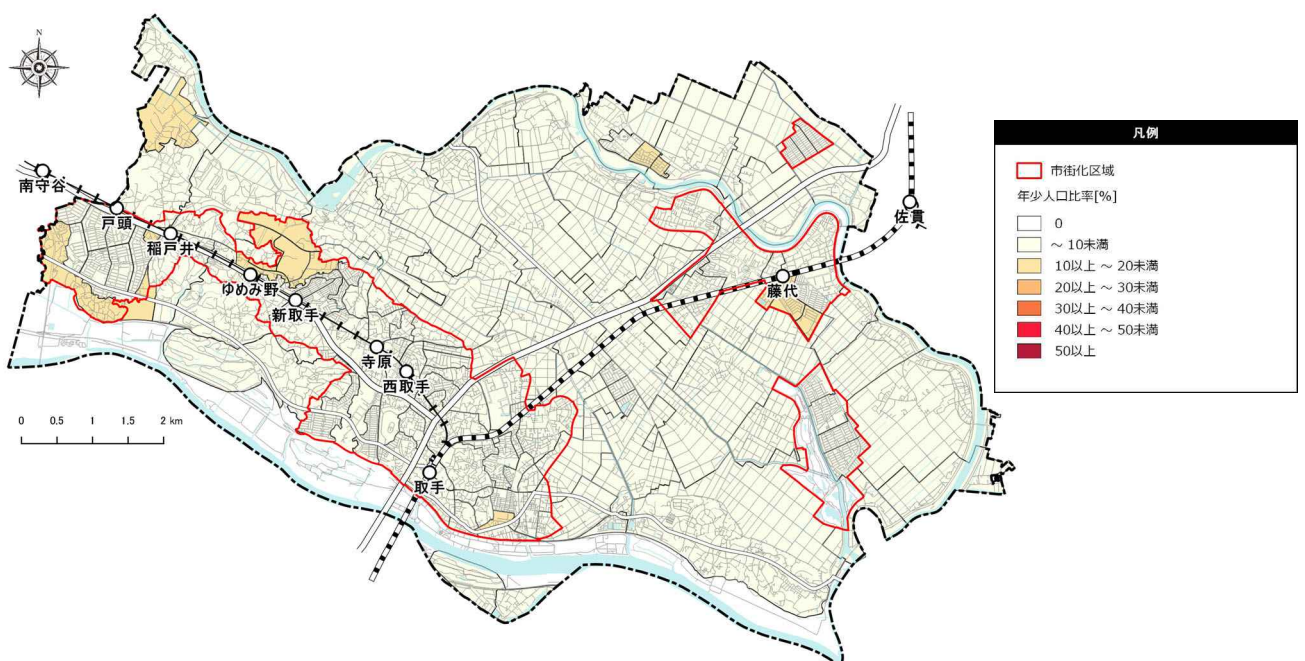 N
南守谷
戸頭
稲戸井
ゆめみ野
新取手
寺原
西取手
取手
藤代
佐貫
0 0.5 1 1.5 2 km
凡例
市街化区域
年少人口比率[%]
0
～ 10未満
10以上 ～ 20未満
20以上 ～ 30未満
30以上 ～ 40未満
40以上 ～ 50未満
50以上